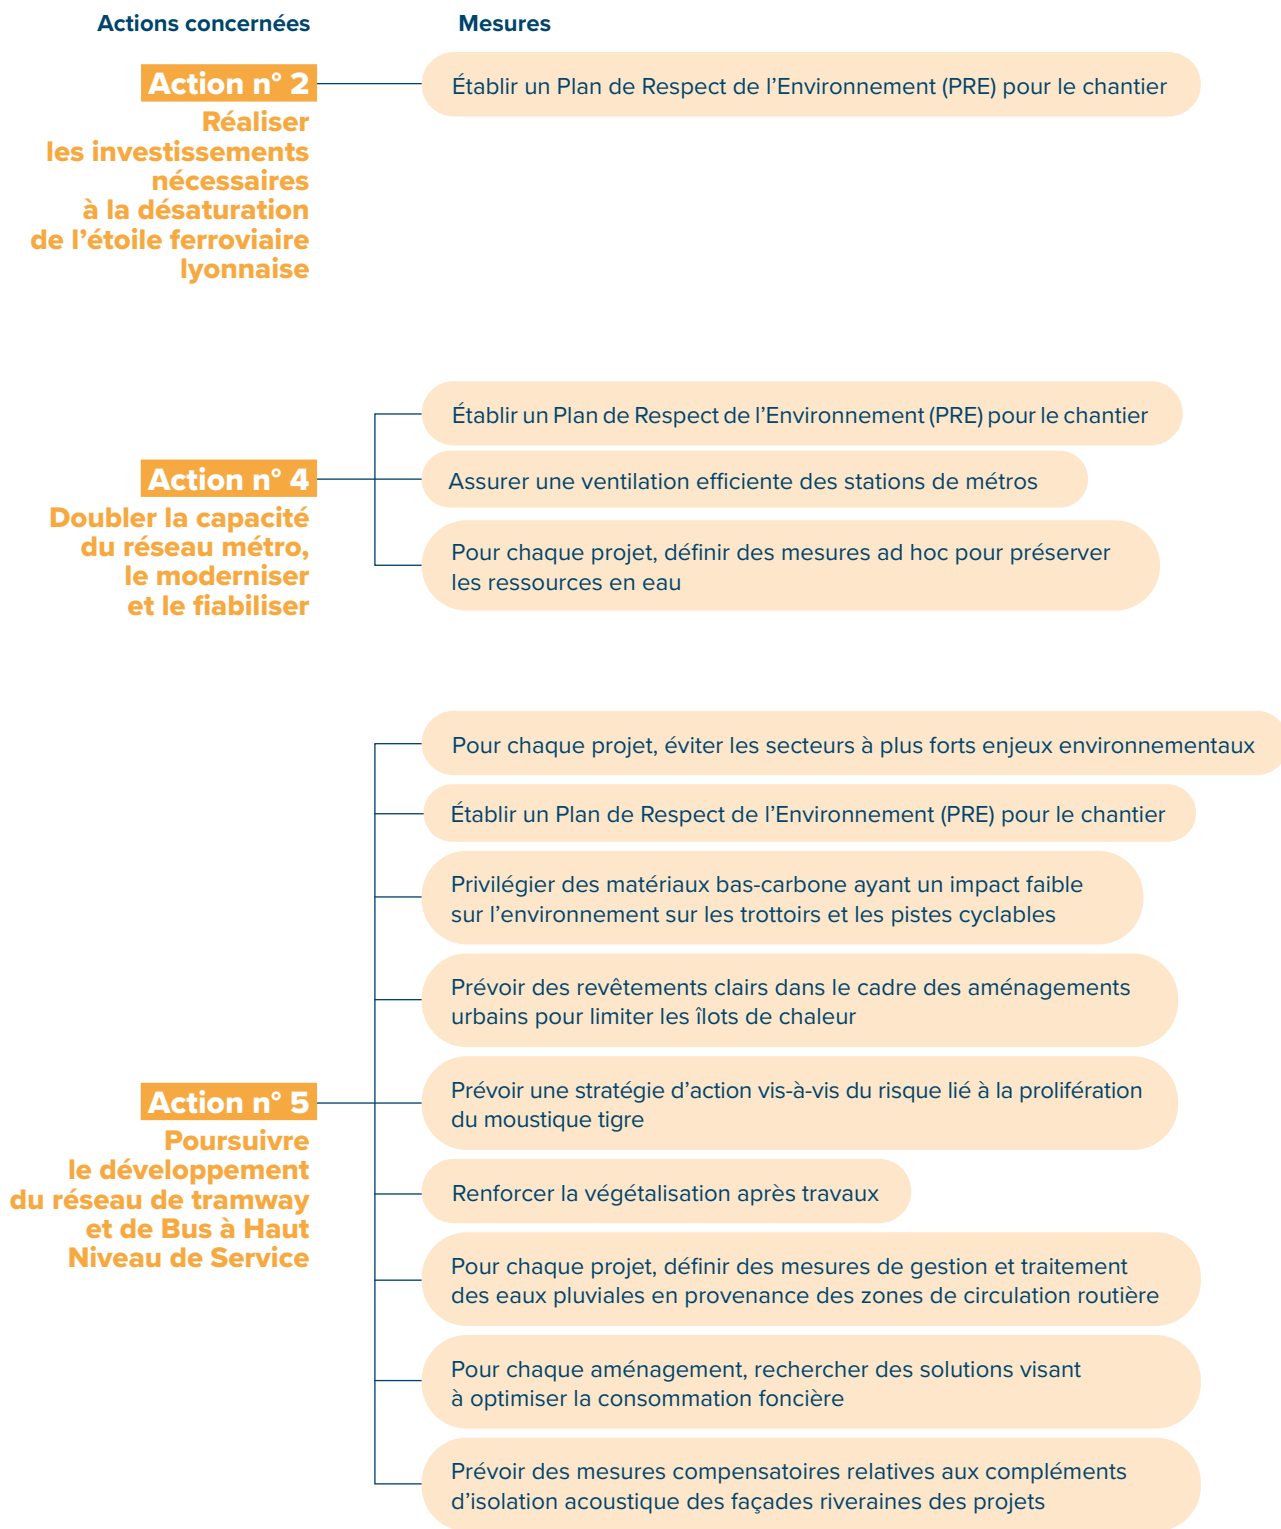 Actions concernées
Mesures
Action n° 2
Réaliser
les investissements
nécessaires
à la désaturation
de l’étoile ferroviaire
lyonnaise
Établir un Plan de Respect de l’Environnement (PRE) pour le chantier
Action n° 4
Doubler la capacité
du réseau métro,
le moderniser
et le fiabiliser
Établir un Plan de Respect de l’Environnement (PRE) pour le chantier
Assurer une ventilation efficiente des stations de métros
Pour chaque projet, définir des mesures ad hoc pour préserver
les ressources en eau
Action n° 5
Poursuivre
le développement
du réseau de tramway
et de Bus à Haut
Niveau de Service
Pour chaque projet, éviter les secteurs à plus forts enjeux environnementaux
Établir un Plan de Respect de l’Environnement (PRE) pour le chantier
Privilégier des matériaux bas-carbone ayant un impact faible
sur l’environnement sur les trottoirs et les pistes cyclables
Prévoir des revêtements clairs dans le cadre des aménagements
urbains pour limiter les îlots de chaleur
Prévoir une stratégie d’action vis-à-vis du risque lié à la prolifération
du moustique tigre
Renforcer la végétalisation après travaux
Pour chaque projet, définir des mesures de gestion et traitement
des eaux pluviales en provenance des zones de circulation routière
Pour chaque aménagement, rechercher des solutions visant
à optimiser la consommation foncière
Prévoir des mesures compensatoires relatives aux compléments
d’isolation acoustique des façades riveraines des projets